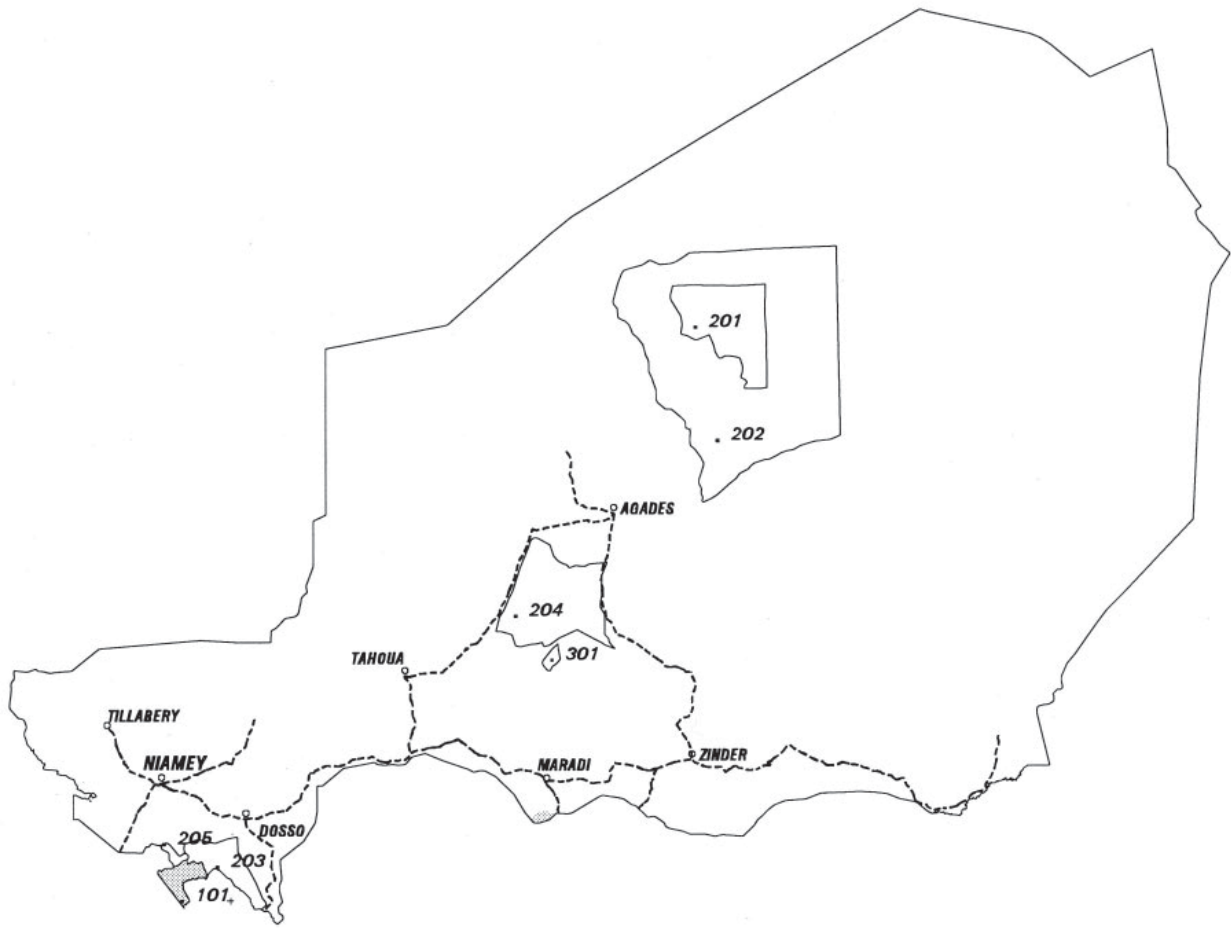 201
202
AGADES
204
301
TAHOUA
TILLABERY
NIAMEY
MARADI
ZINDER
DOSSO
205
203
101